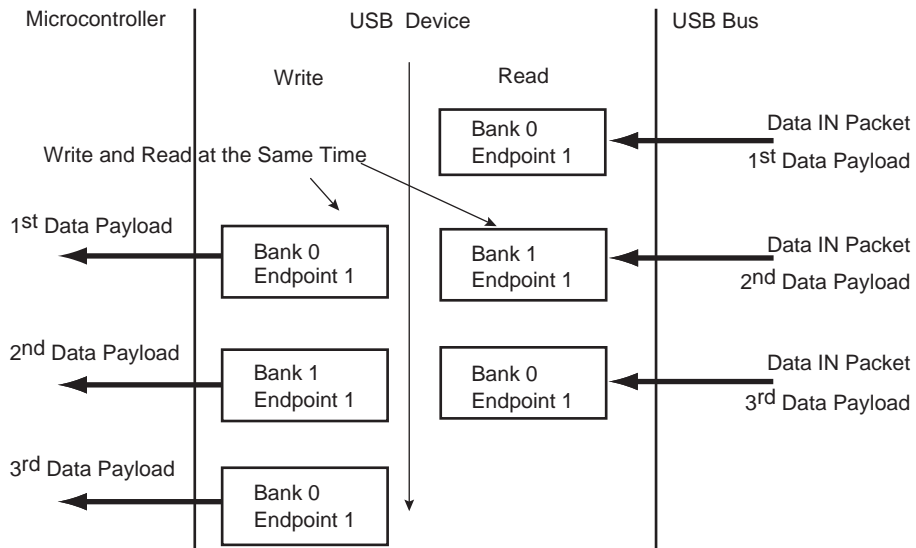 Microcontroller
USB Device
USB Bus
Write
Read
Bank 0
Endpoint 1
Data IN Packet
1st Data Payload
Write and Read at the Same Time
1st Data Payload
Bank 0
Endpoint 1
Bank 1
Endpoint 1
Data IN Packet
2nd Data Payload
2nd Data Payload
Bank 1
Endpoint 1
Bank 0
Endpoint 1
Data IN Packet
3rd Data Payload
3rd Data Payload
Bank 0
Endpoint 1